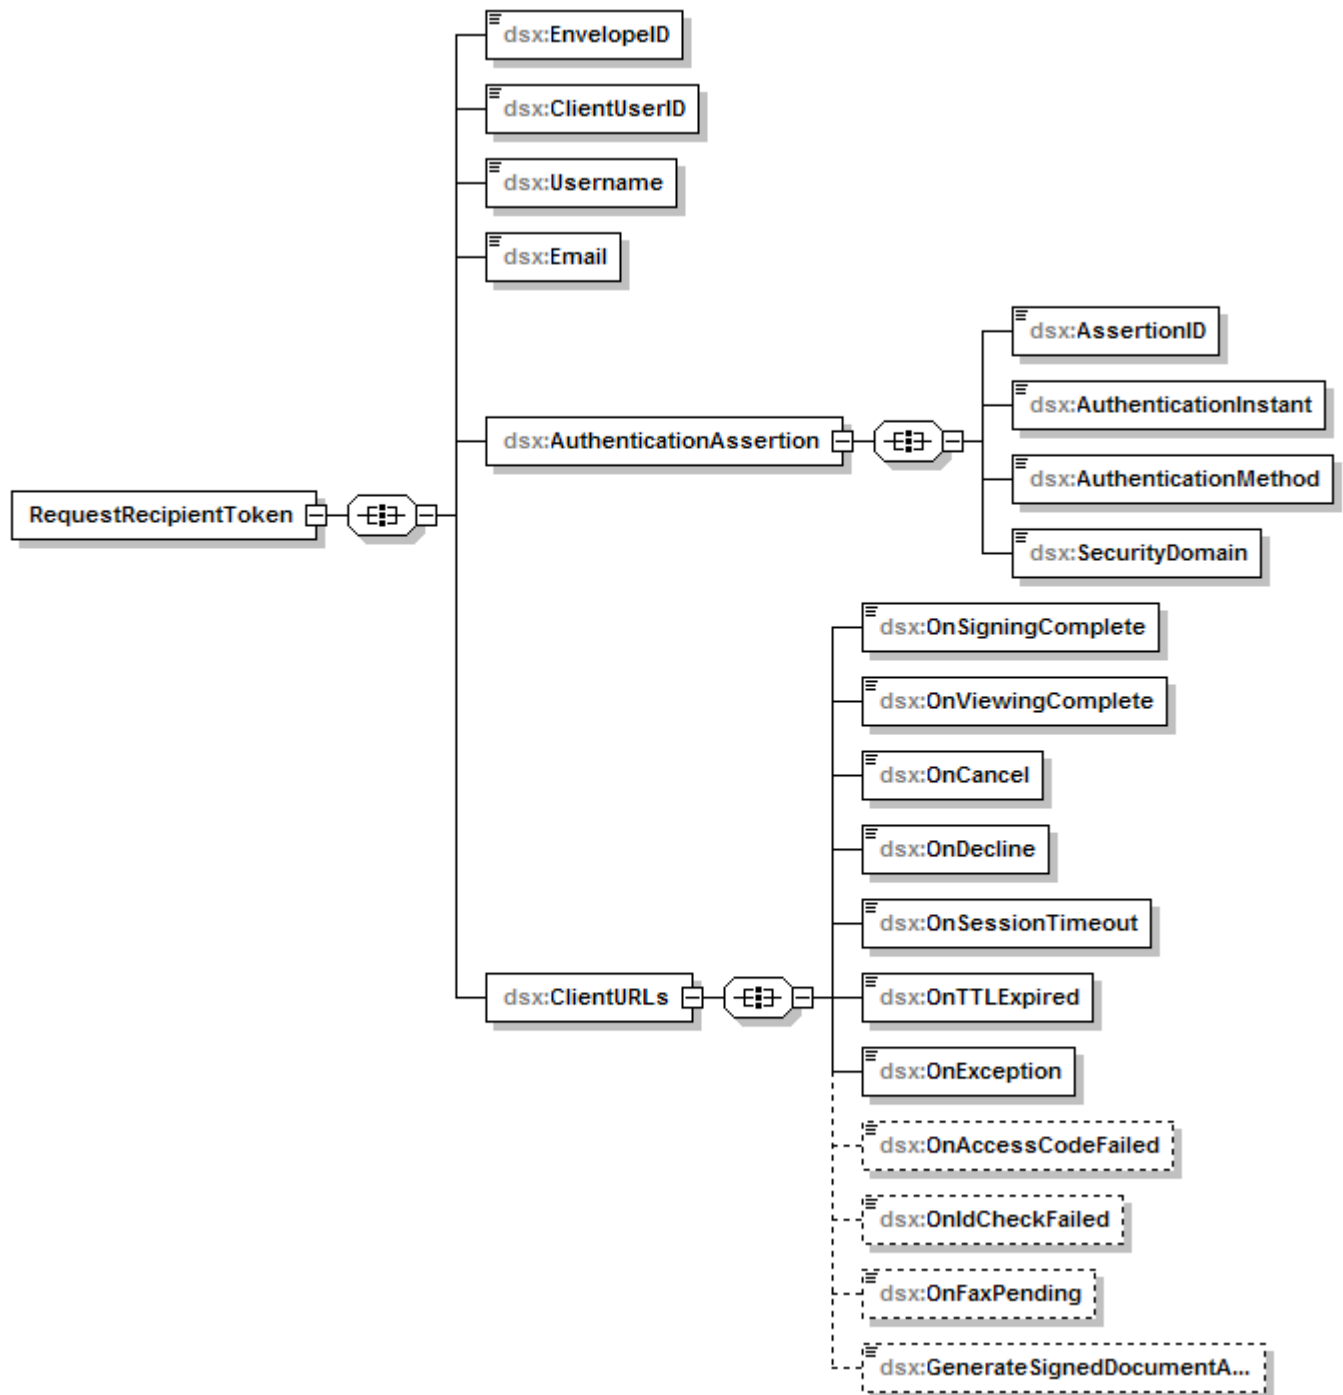 dsx:EnvelopeID
dsx:ClientUserID
dsx:Username
dsx:Email
dsx:AssertionID
dsx:AuthenticationInstant
dsx:AuthenticationAssertion
dsx:AuthenticationMethod
RequestRecipientToken
dsx:SecurityDomain
dsx:OnSigningComplete
dsx:OnViewingComplete
dsx:OnCancel
dsx:OnDecline
dsx:OnSessionTimeout
dsx:ClientURLs
dsx:OnTTLExpired
dsx:OnException
dsx:OnAccessCodeFailed
dsx:OnIdCheckFailed
dsx:OnFaxPending
dsx:GenerateSignedDocumentA...